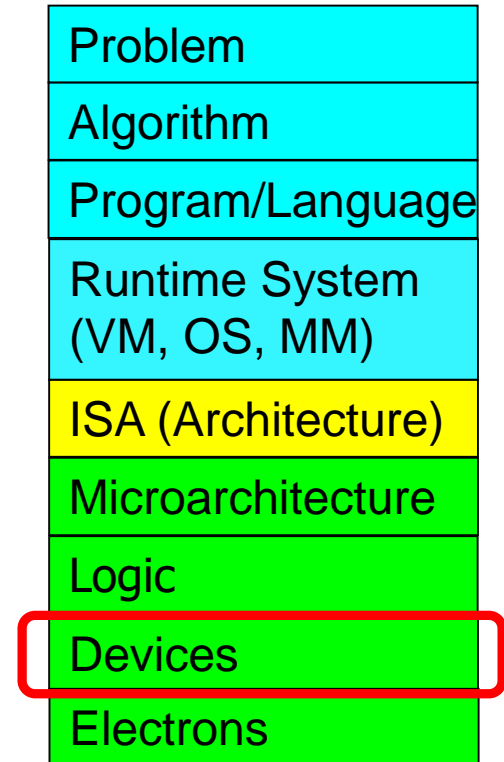 Problem
Algorithm
Program/Language
Runtime System
(VM, OS, MM)
ISA (Architecture)
Microarchitecture
Logic
Devices
Electrons